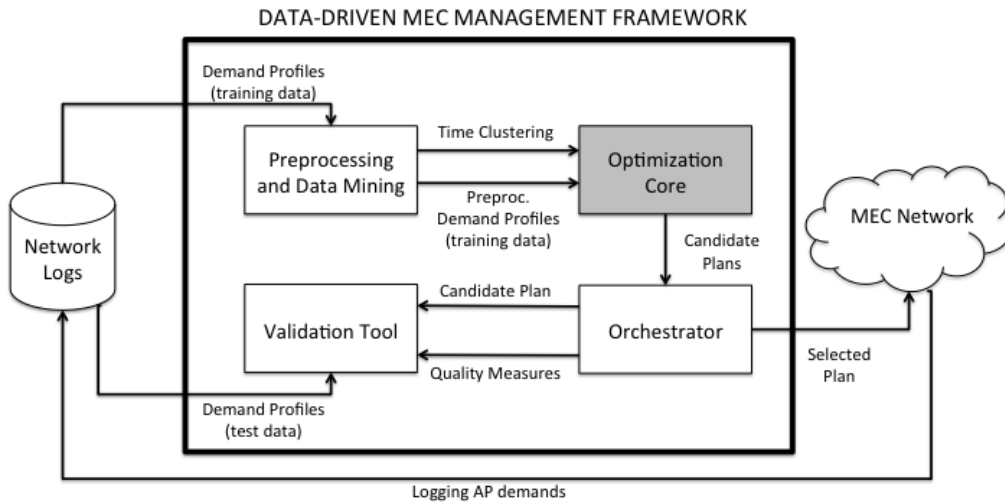 DATA-DRIVEN MEC MANAGEMENT FRAMEWORK
Demand Profiles
(training data)
Preprocessing
and Data Mining
Time Clustering
Preproc.
Demand Profiles
(training data)
Optimization
Core
Network
Logs
MEC Network
Candidate
Plans
Validation Tool
Candidate Plan
Quality Measures
Orchestrator
Selected
Plan
Demand Profiles
(test data)
Logging AP demands